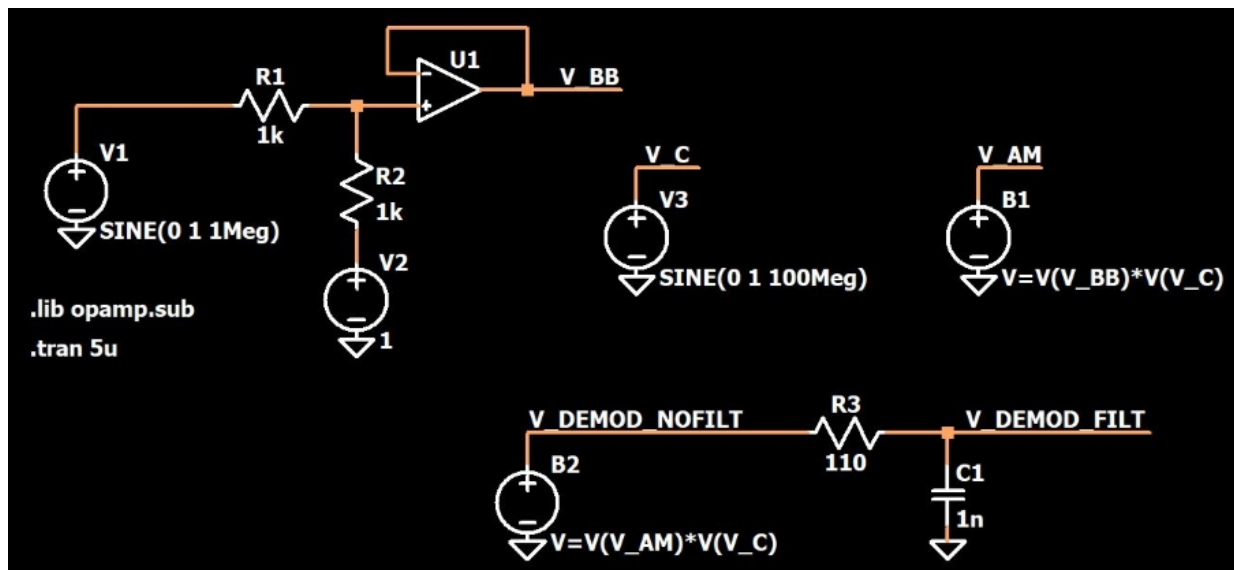 U1
V_BB
R1
1k
V1
SINE(0 1 1Meg)
R2
1k
V2
1
V_C
V3
SINE(0 1 100Meg)
V_AM
B1
V=V(V_BB)*V(V_C)
.lib opamp.sub
.tran 5u
V_DEMOD_NOFILT
R3
110
V_DEMOD_FILT
B2
V=V(V_AM)*V(V_C)
C1
1n